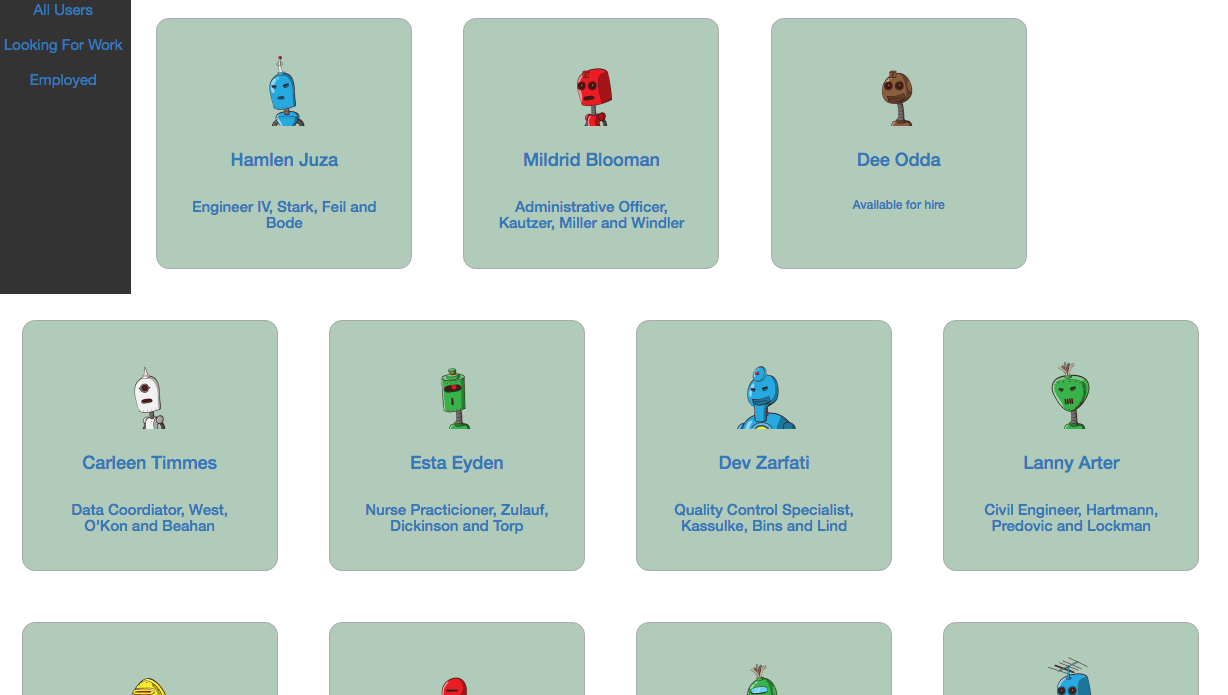 All Users
Looking For Work
Employed
Hamlen Juza
Engineer IV, Stark, Feil and
Bode
Mildrid Blooman
Administrative Officer,
Kautzer, Miller and Windler
Dee Odda
Available for hire
Carleen Timmes
Data Coordiator, West,
O'Kon and Beahan
Esta Eyden
Nurse Practicioner, Zulauf,
Dickinson and Torp
Dev Zarfati
Quality Control Specialist,
Kassulke, Bins and Lind
Lanny Arter
Civil Engineer, Hartmann,
Predovic and Lockman